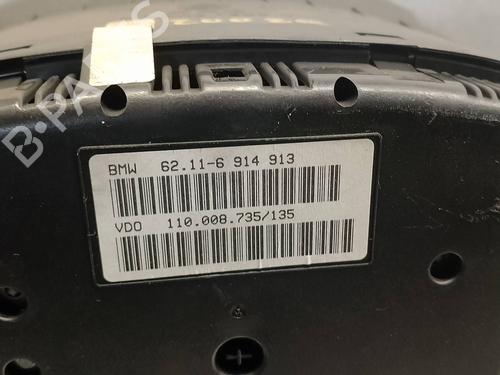 B-PARTS
BMW 62.11-6 914 913
VDO 110.008.735/135